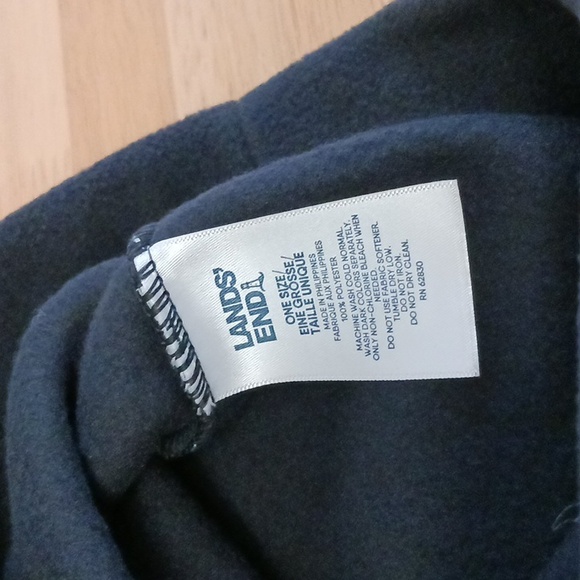 LANDS'
END
ONE SIZE/
EINE GRÖSSE/
TAILLE UNIQUE
MADE IN PHILIPPINES
FABRIQUE AUX PHILIPPINES
100% POLYESTER
MACHINE WASH COLD NORMAL.
WASH DARK COLORS SEPARATELY.
ONLY NON-CHLORINE BLEACH WHEN
NEEDED.
DO NOT USE FABRIC SOFTENER.
TUMBLE DRY LOW.
DO NOT IRON.
DO NOT DRY CLEAN.
RN 62830